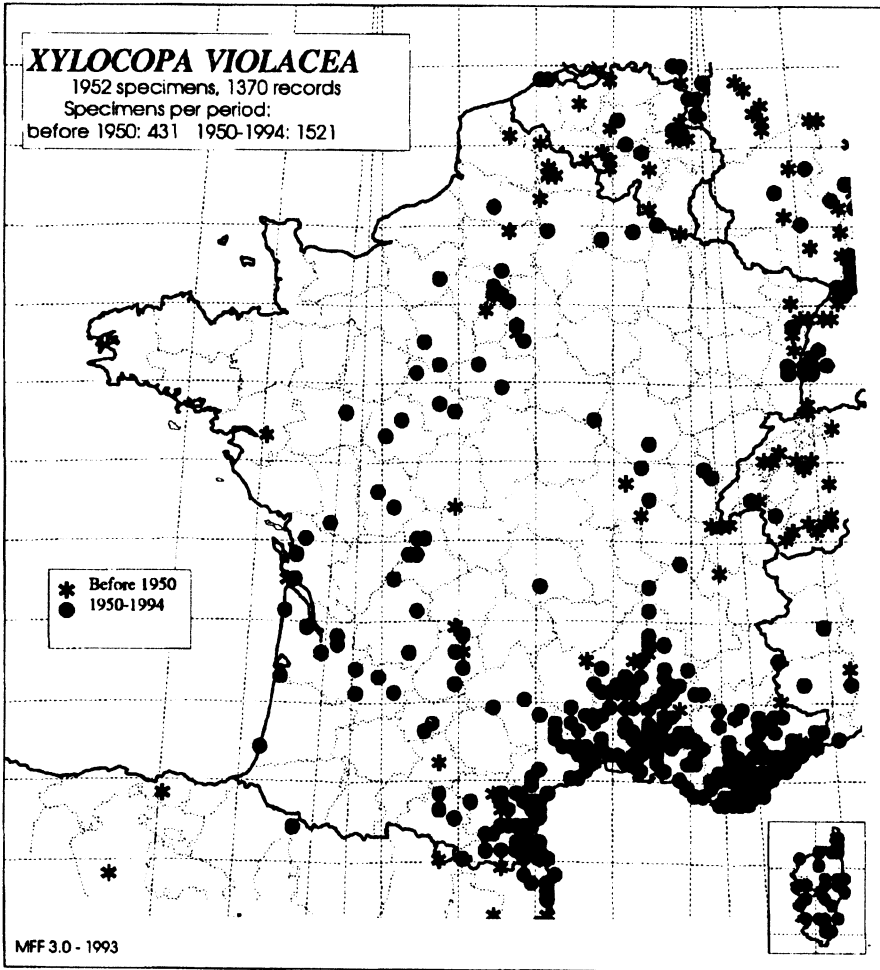 XYLOCOPA VIOLACEA
1952 specimens, 1370 records
Specimens per period:
before 1950: 431 1950-1994: 1521
Before 1950
1950-1994
MFF 3.0 - 1993